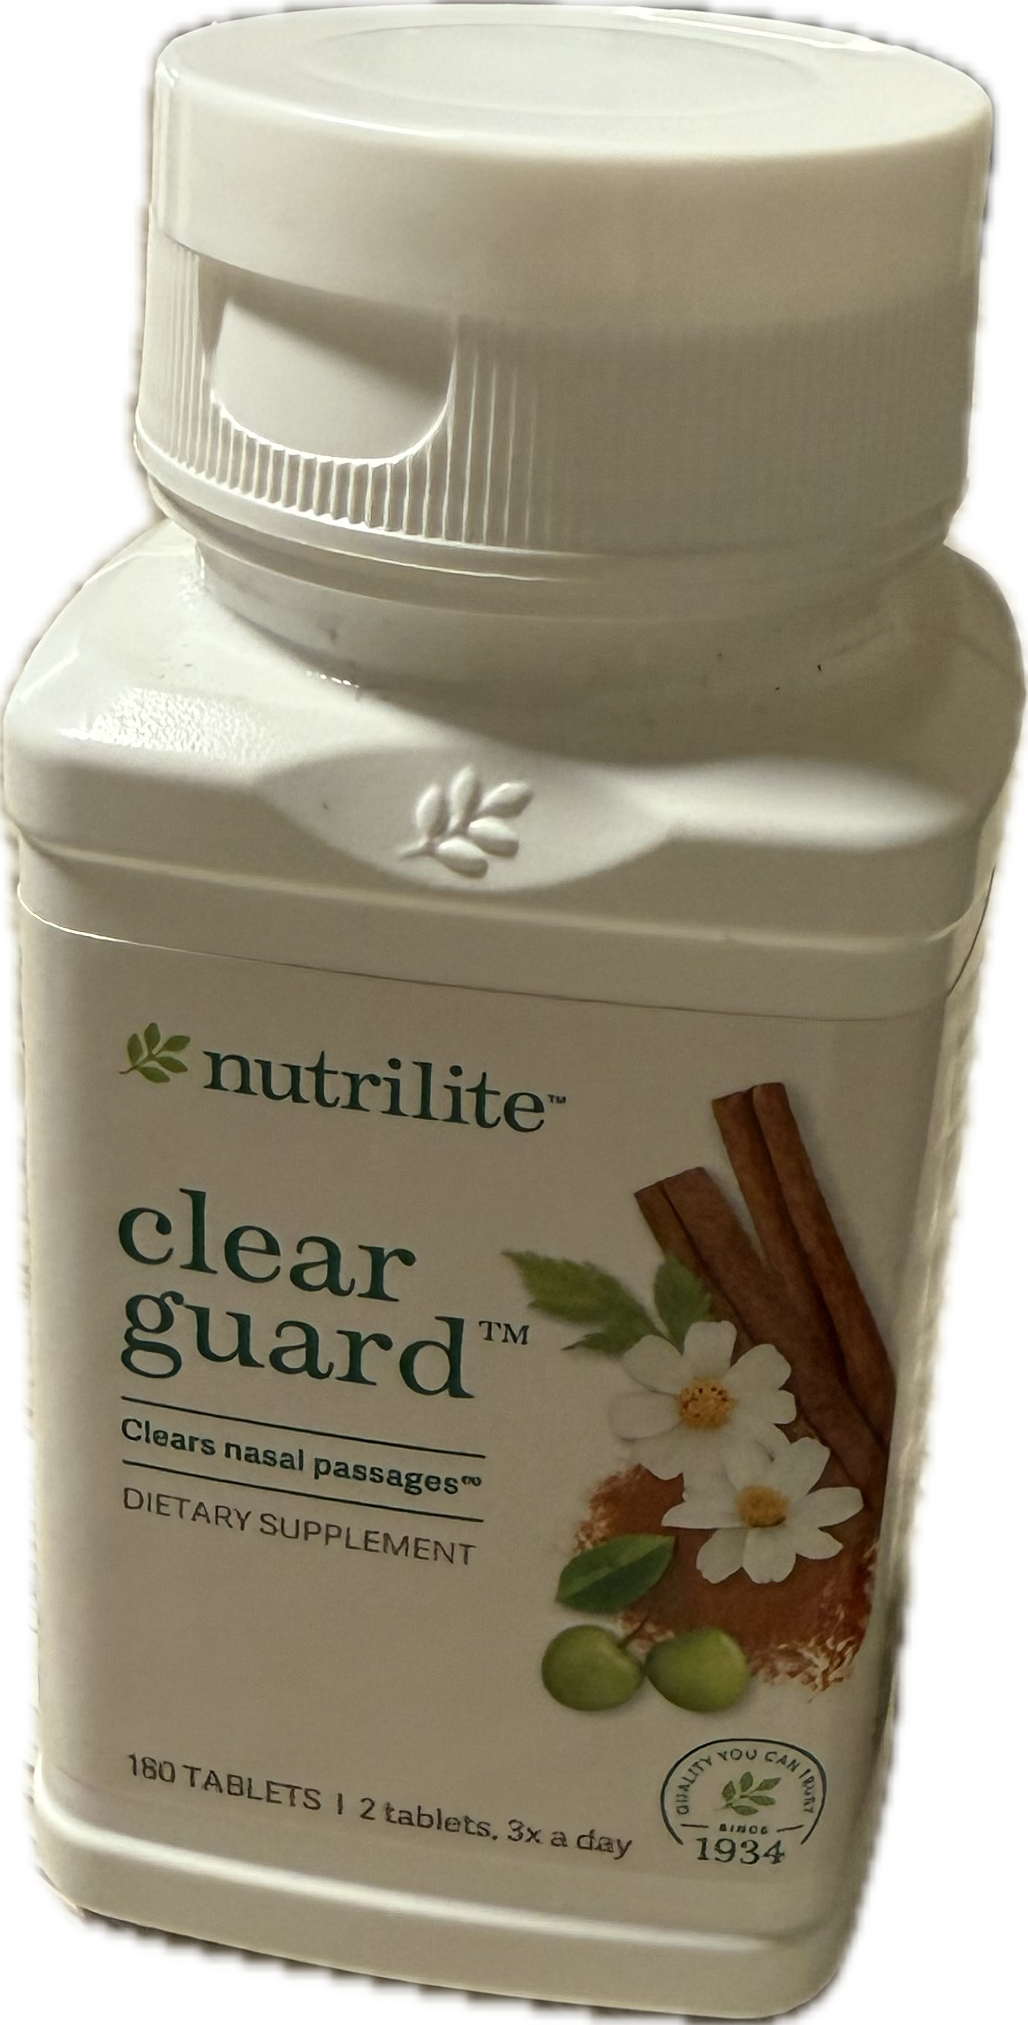 nutrilite™
clear
guard™
Clears nasal passages∞
DIETARY SUPPLEMENT
180 TABLETS | 2 tablets, 3x a day
QUALITY YOU CAN TRUST
SINCE
1934